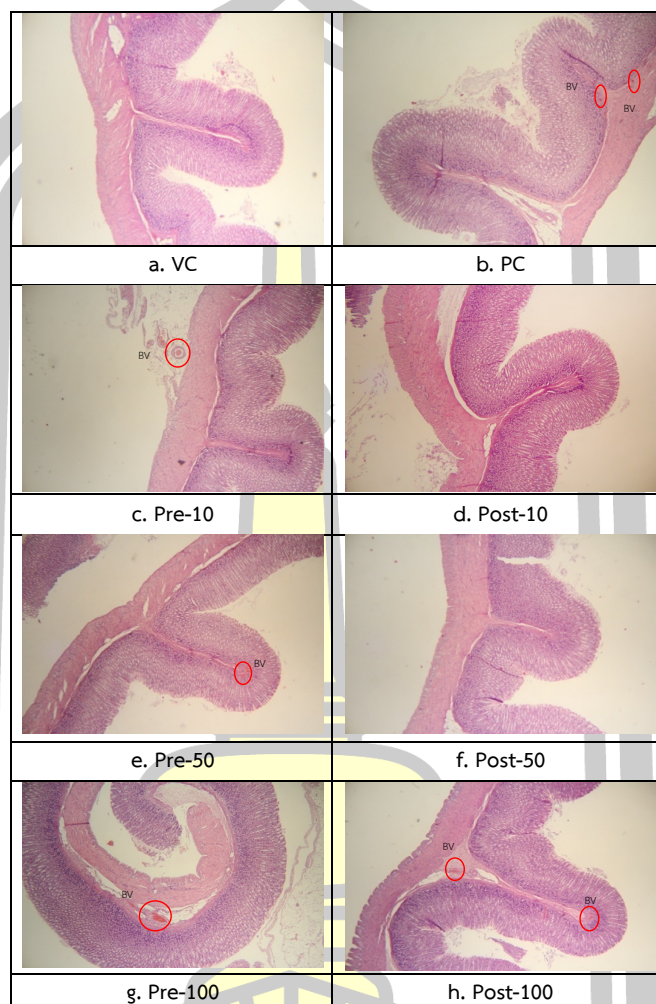 BV
BV
a. VC
b. PC
BV
c. Pre-10
d. Post-10
BV
e. Pre-50
f. Post-50
BV
BV
BV
g. Pre-100
h. Post-100